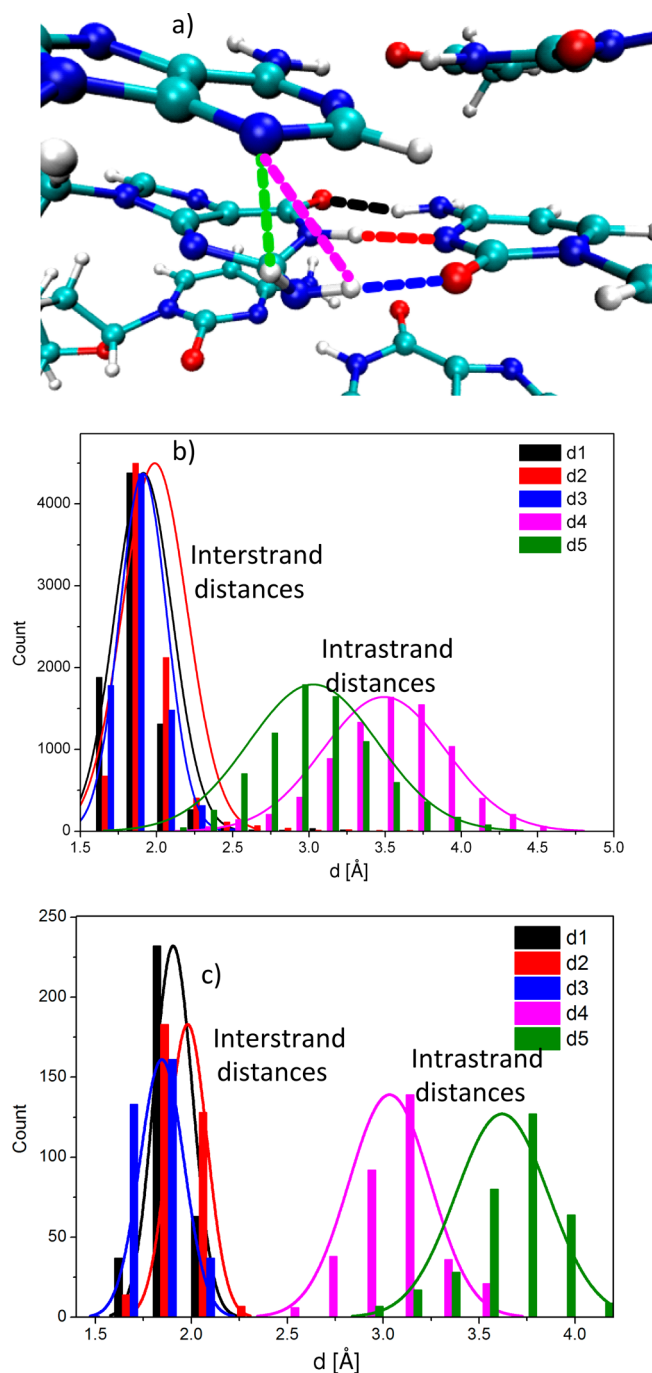 a)
b)
d1
d2
d3
d4
d5
Interstrand
distances
Intrastrand
distances
Count
4000
3000
2000
1000
0
1.5 2.0 2.5 3.0 3.5 4.0 4.5 5.0
d [Å]
c)
d1
d2
d3
d4
d5
Interstrand
distances
Intrastrand
distances
Count
250
200
150
100
50
0
1.5 2.0 2.5 3.0 3.5 4.0
d [Å]